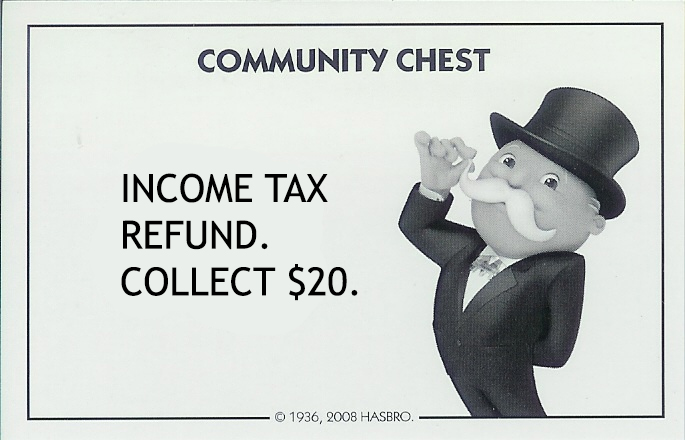 COMMUNITY CHEST
INCOME TAX
REFUND.
COLLECT $20.
© 1936, 2008 HASBRO.